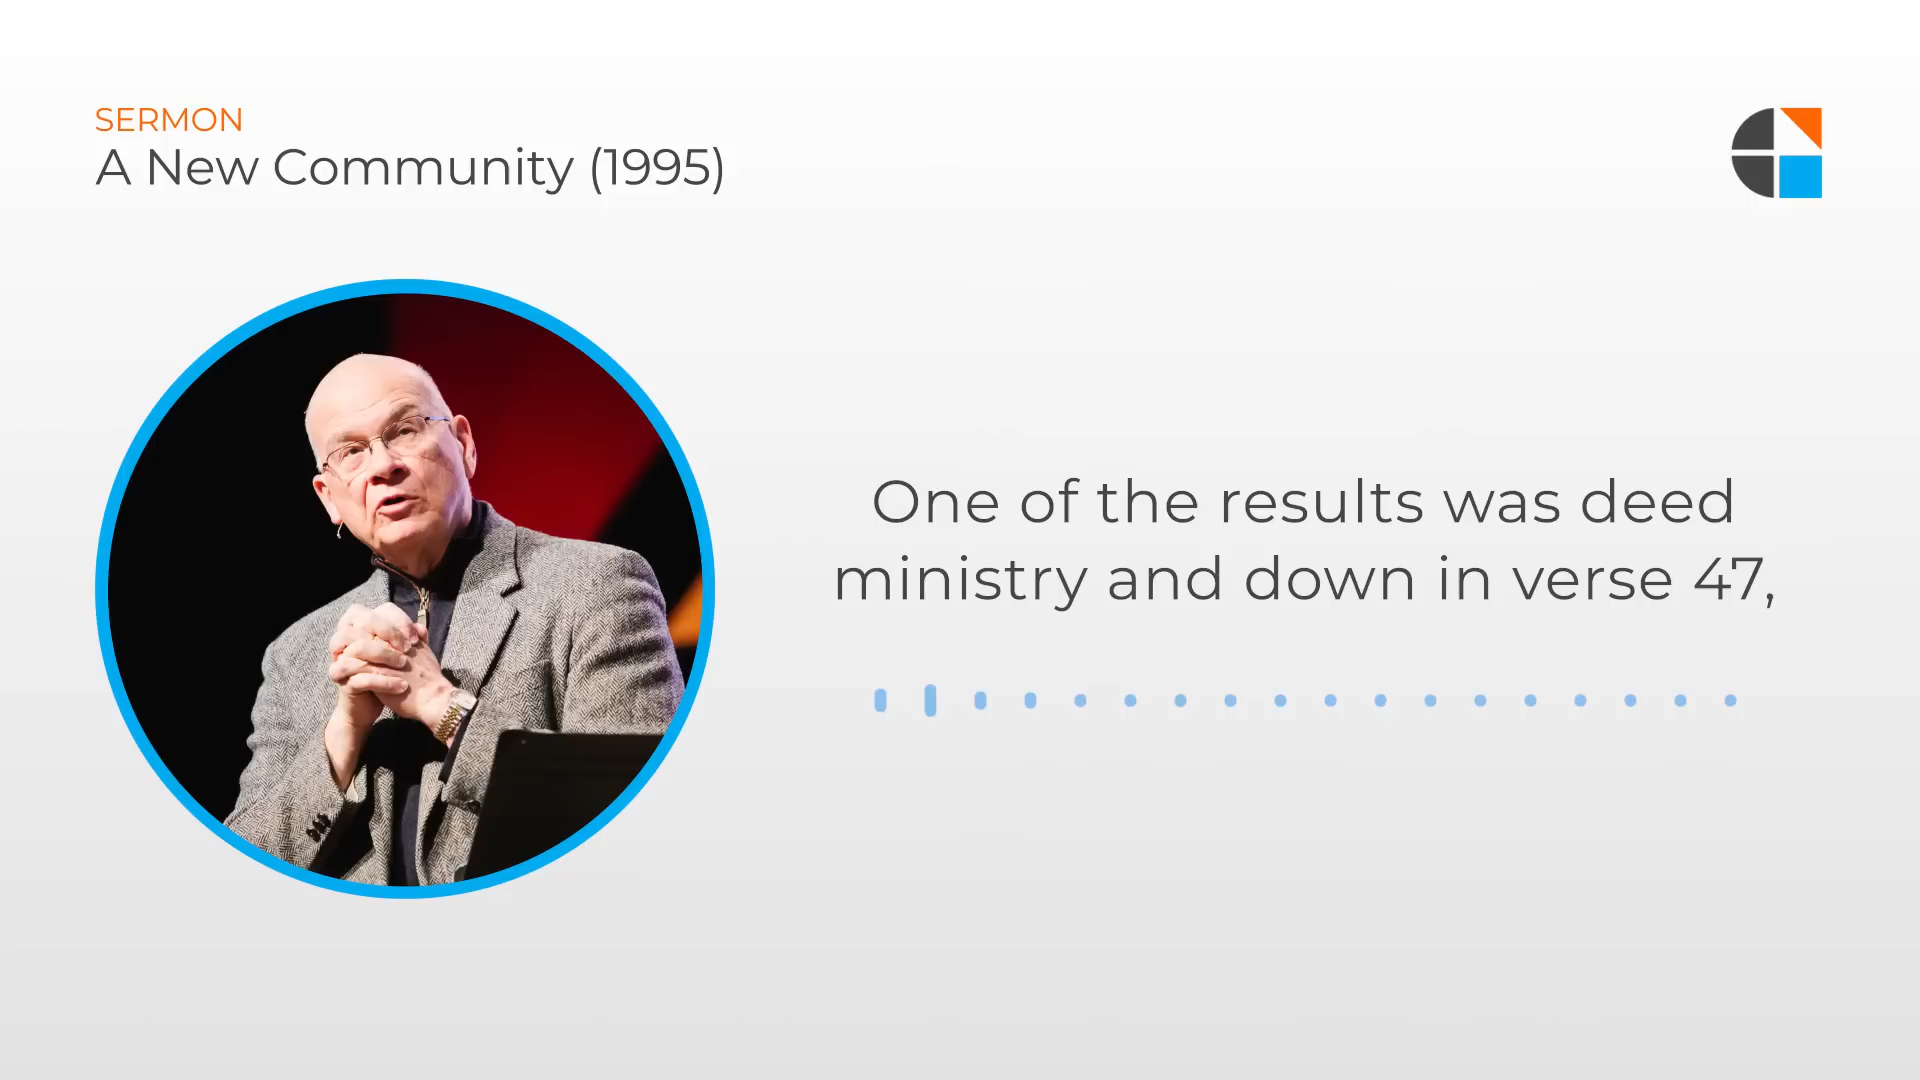 SERMON
A New Community (1995)
One of the results was deed
ministry and down in verse 47,